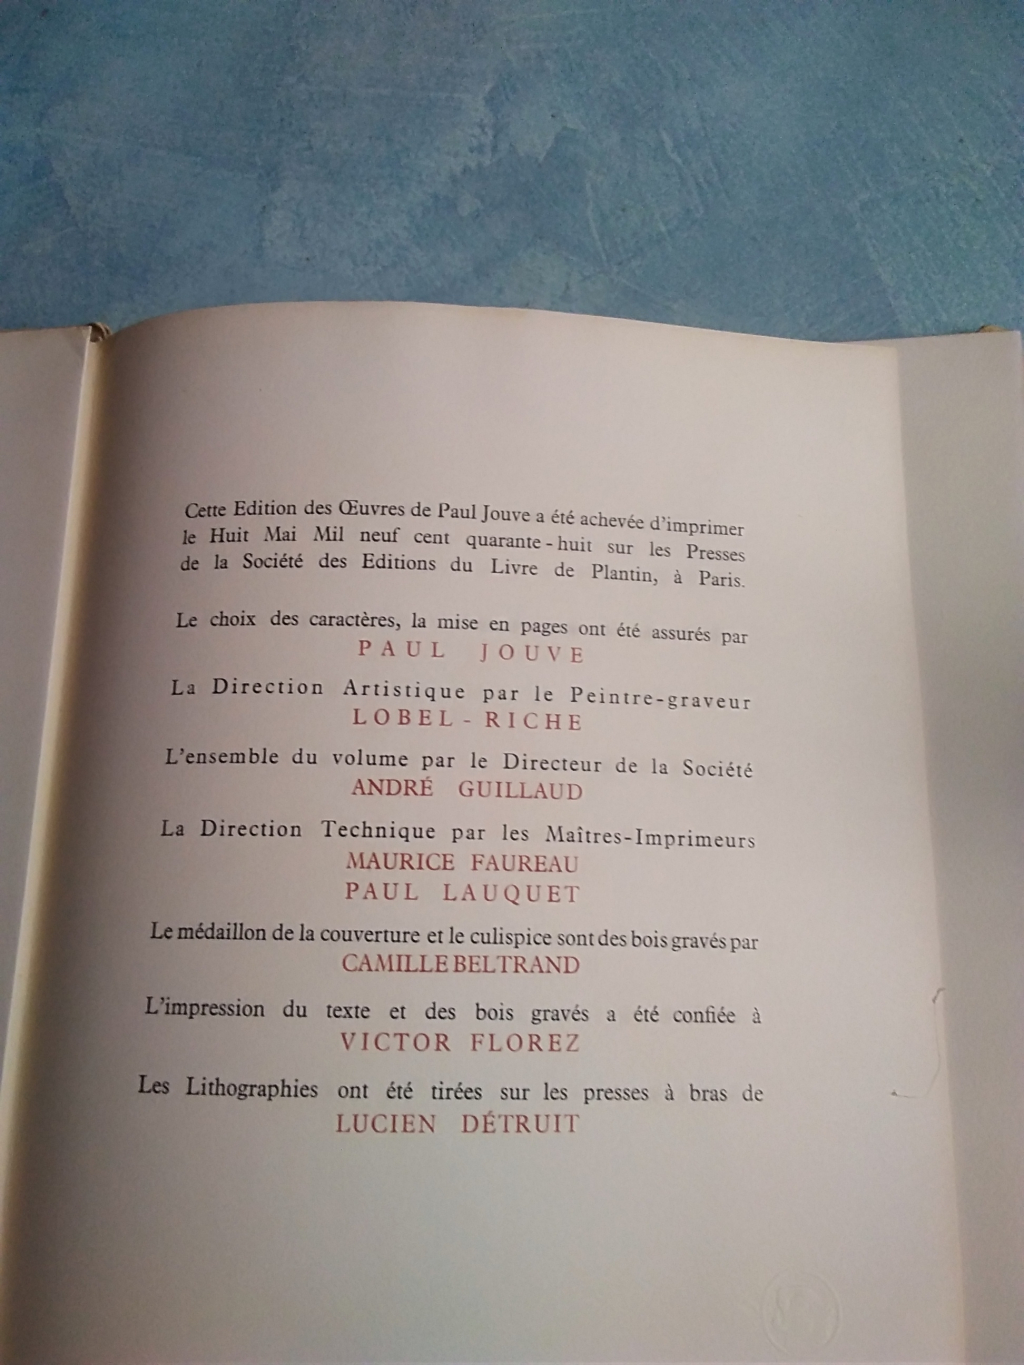 Cette Edition des Œuvres de Paul Jouve a été achevée d'imprimer
le Huit Mai Mil neuf cent quarante-huit sur les Presses
de la Société des Editions du Livre de Plantin, à Paris.
Le choix des caractères, la mise en pages ont été assurés par
PAUL JOUVE
La Direction Artistique par le Peintre-graveur
LOBEL-RICHE
L'ensemble du volume par le Directeur de la Société
ANDRÉ GUILLAUD
La Direction Technique par les Maîtres-Imprimeurs
MAURICE FAUREAU
PAUL LAUQUET
Le médaillon de la couverture et le culispice sont des bois gravés par
CAMILLE BELTRAND
L'impression du texte et des bois gravés a été confiée à
VICTOR FLOREZ
Les Lithographies ont été tirées sur les presses à bras de
LUCIEN DÉTRUIT